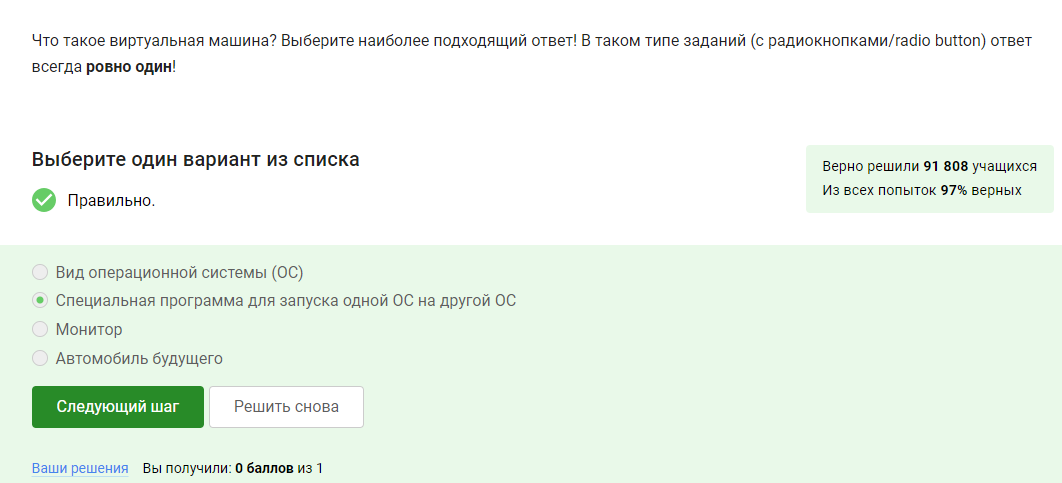 Что такое виртуальная машина? Выберите наиболее подходящий ответ! В таком типе заданий (с радиокнопками/radio button) ответ
всегда ровно один!
Выберите один вариант из списка
Правильно.
Верно решили 91 808 учащихся
Из всех попыток 97% верных
Вид операционной системы (ОС)
Специальная программа для запуска одной ОС на другой ОС
Монитор
Автомобиль будущего
Следующий шаг
Решить снова
Ваши решения
Вы получили: 0 баллов из 1